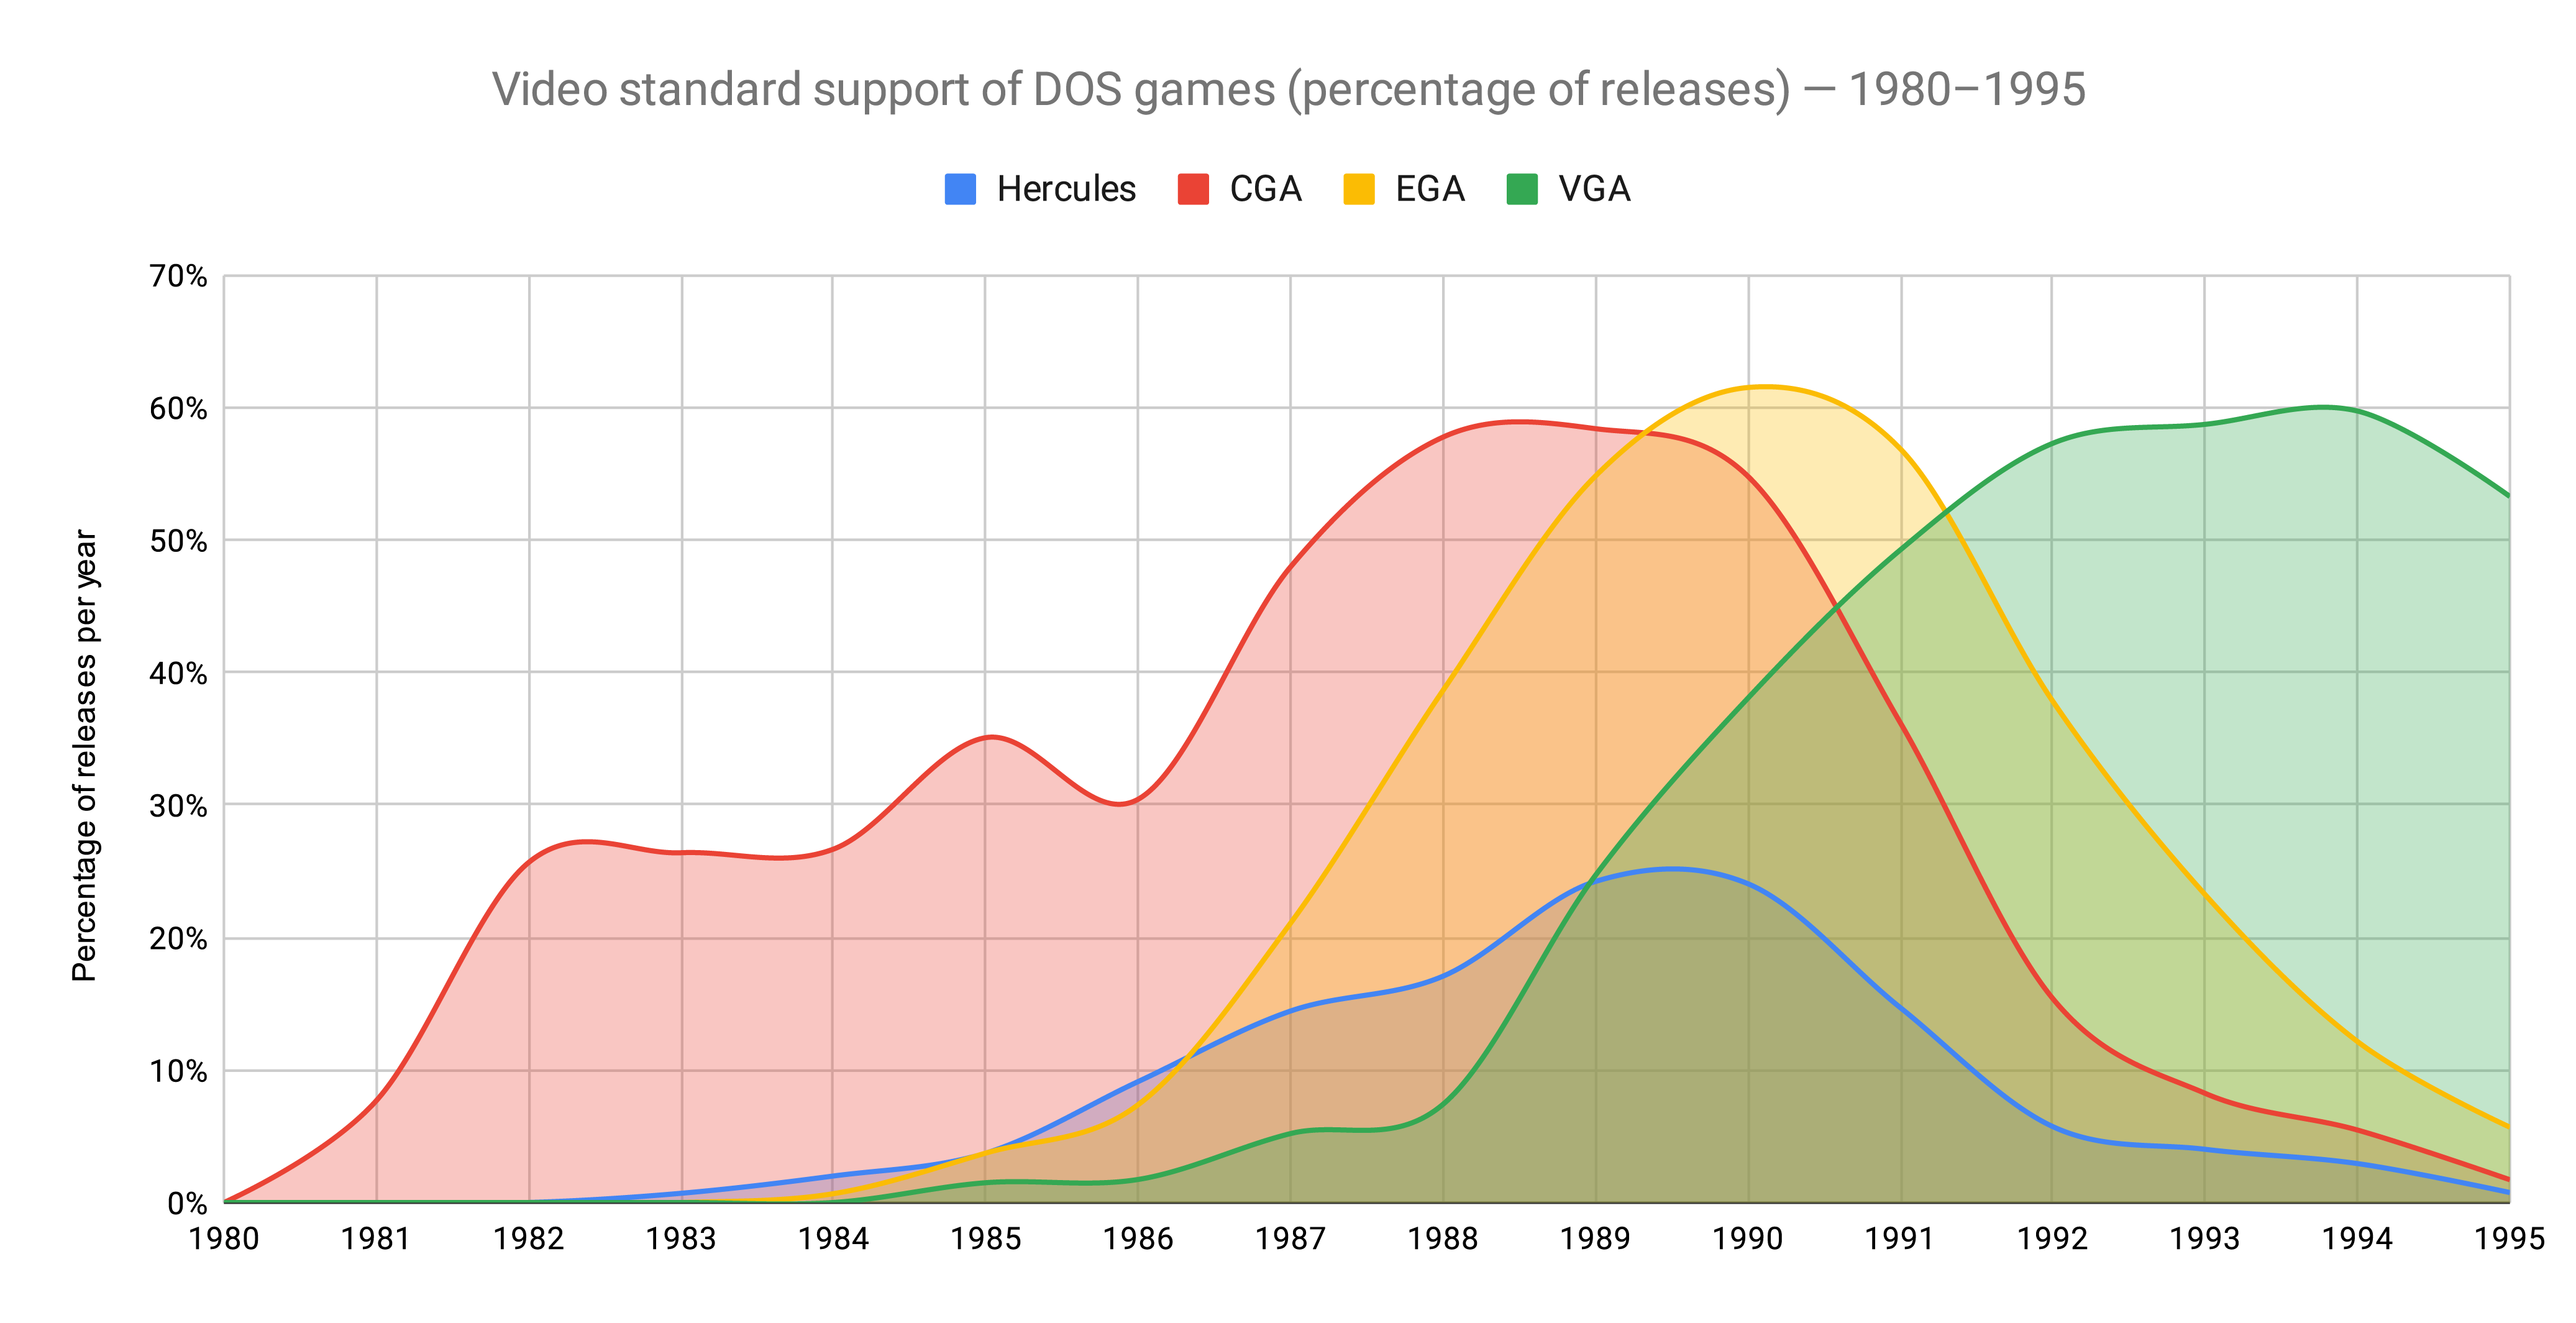 Video standard support of DOS games (percentage of releases) — 1980–1995
Hercules CGA EGA VGA
70%
60%
50%
40%
30%
20%
10%
0%
Percentage of releases per year
1980 1981 1982 1983 1984 1985 1986 1987 1988 1989 1990 1991 1992 1993 1994 1995